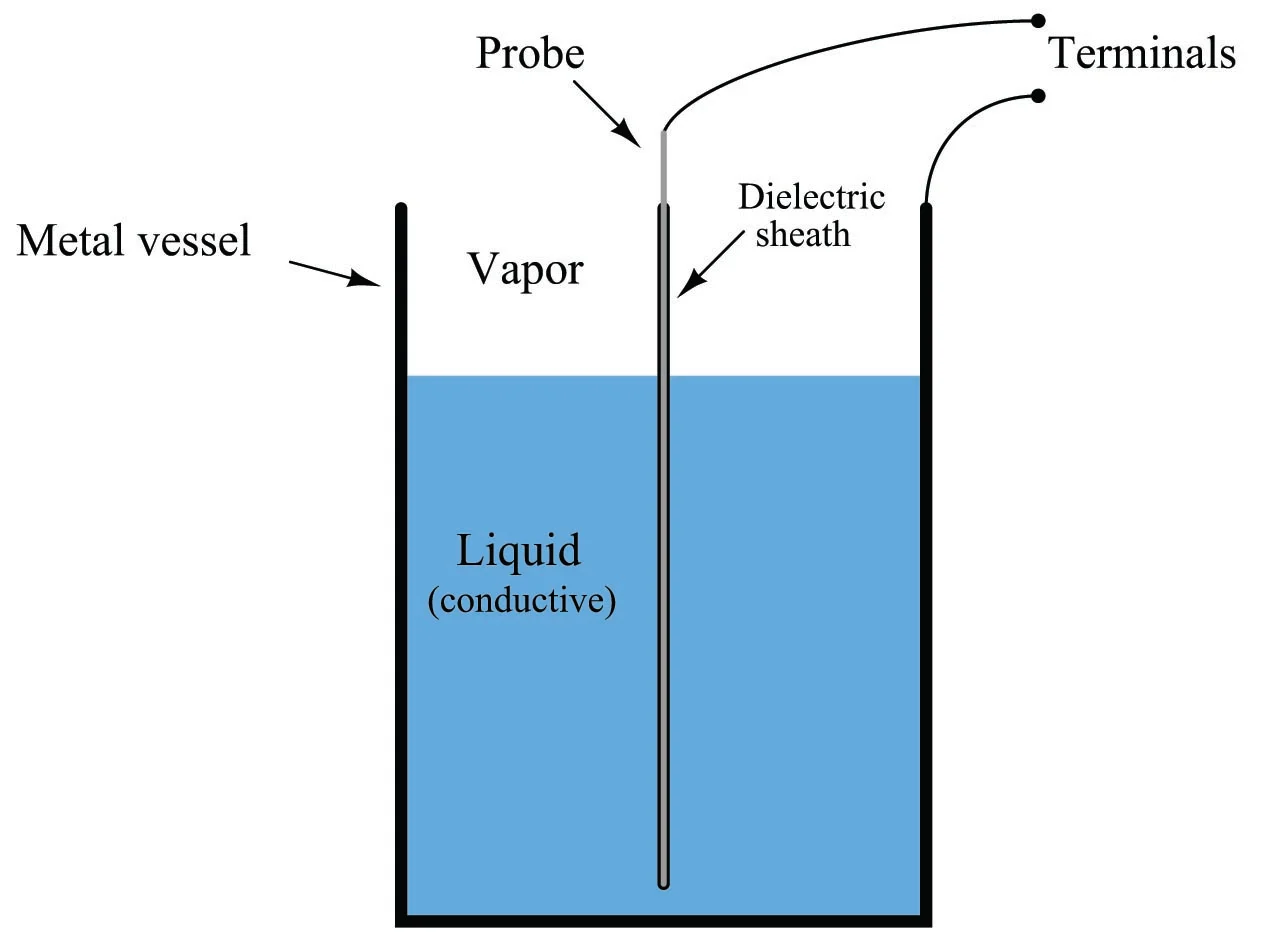 Probe
Terminals
Dielectric
sheath
Metal vessel
Vapor
Liquid
(conductive)